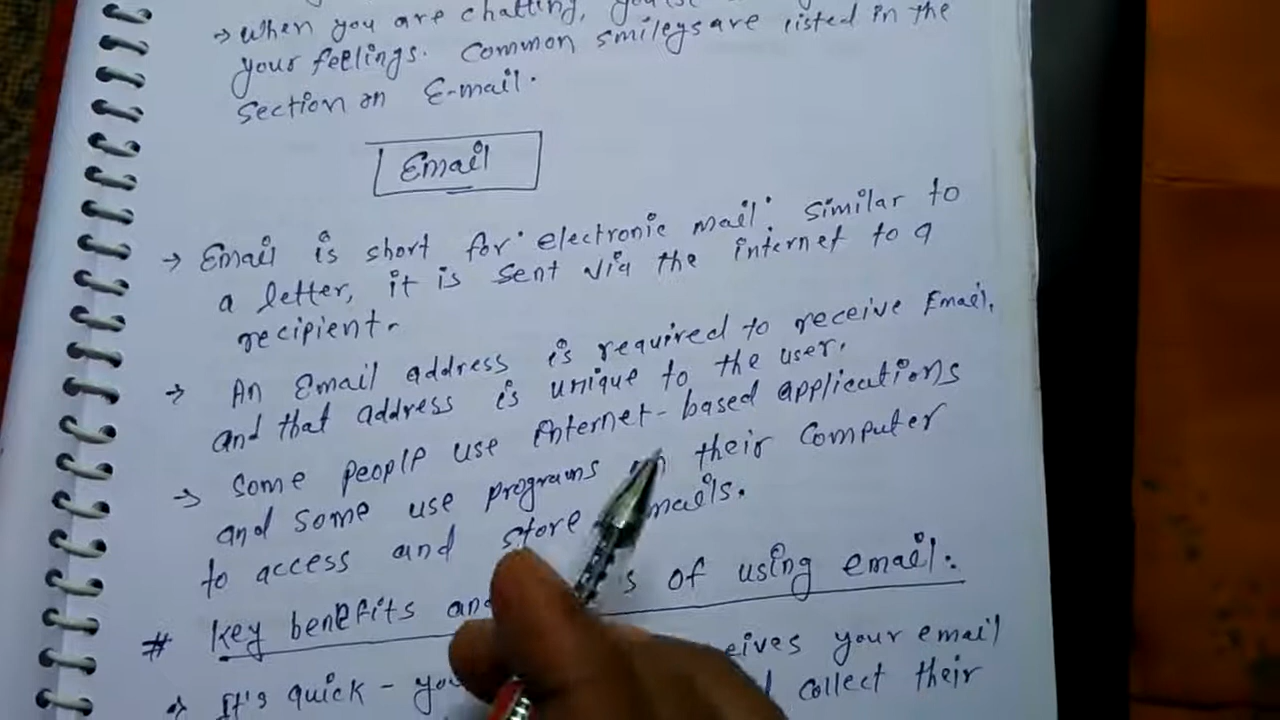 → When you are chatting,
your feelings. Common smileys are listed in the
section on E-mail.
Email
→ Email is short for electronic mail. Similar to
a letter, it is sent via the internet to a
recipient.
→ An Email address is required to receive Email,
and that address is unique to the user.
→ Some people use internet-based applications
and some use programs on their computer
to access and store emails.
# Key benefits and s of using email:
→ It's quick - your eives your email
collect their